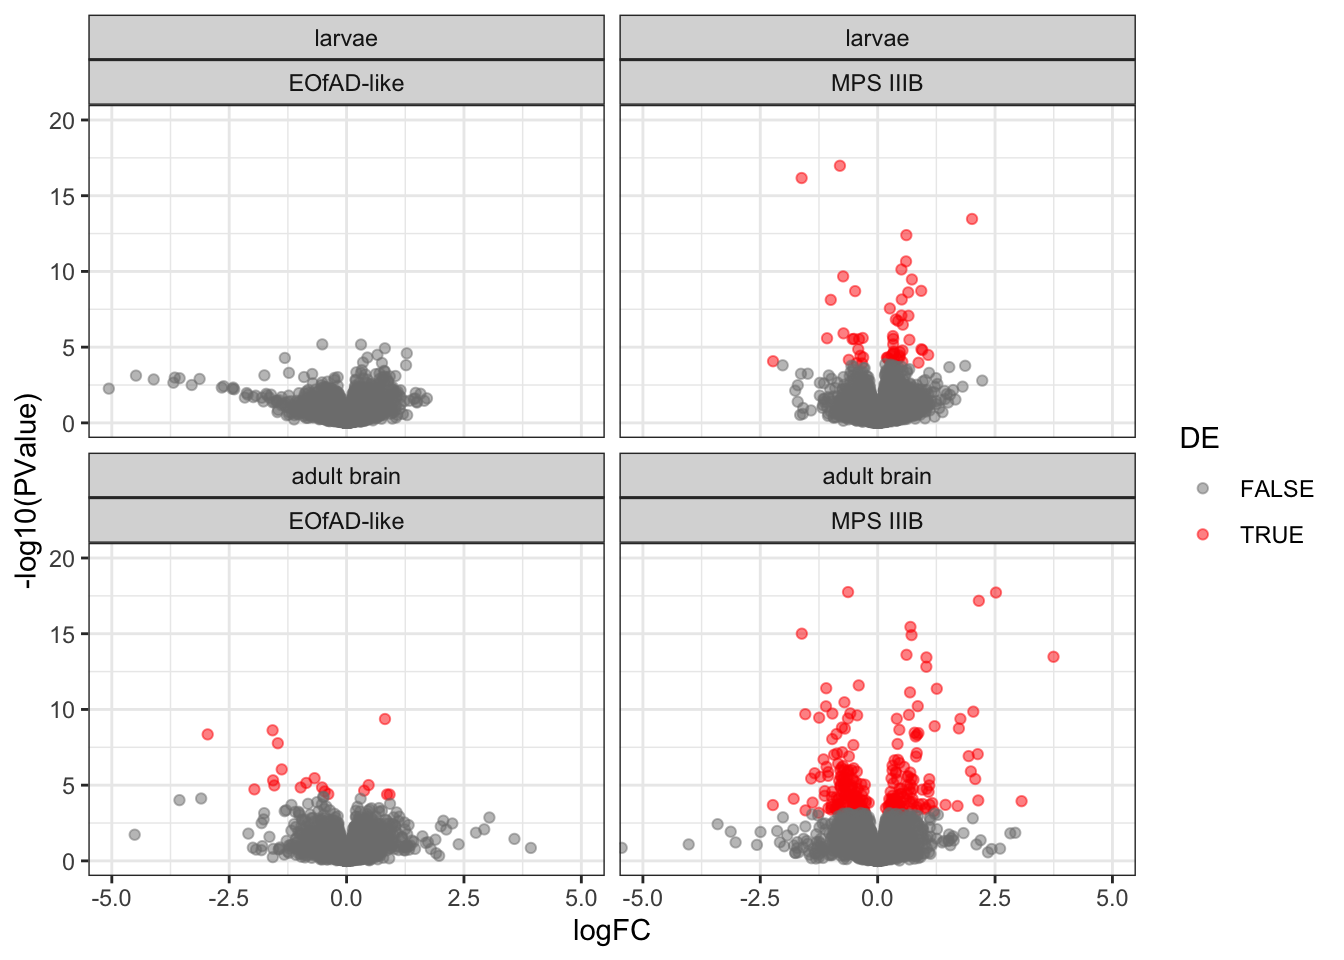 larvae
EOfAD-like
larvae
MPS IIIB
20
15
10
5
0
adult brain
EOfAD-like
adult brain
MPS IIIB
20
15
10
5
0
-5.0 -2.5 0.0 2.5 5.0
-5.0 -2.5 0.0 2.5 5.0
logFC
-log10(PValue)
DE
FALSE
TRUE